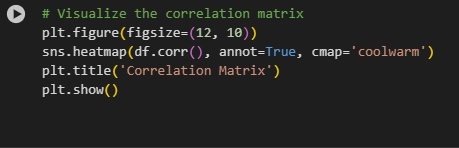 # Visualize the correlation matrix
plt.figure(figsize=(12, 10))
sns.heatmap(df.corr(), annot=True, cmap='coolwarm')
plt.title('Correlation Matrix')
plt.show()